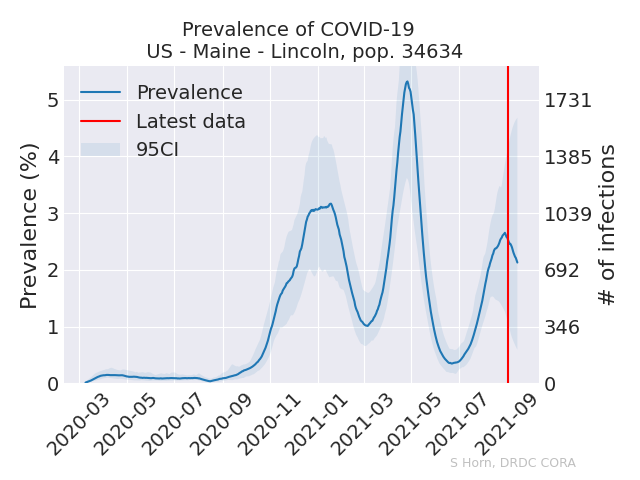 Prevalence of COVID-19
US - Maine - Lincoln, pop. 34634
Prevalence
Latest data
95CI
Prevalence (%)
5
4
3
2
1
0
1731
1385
1039
692
346
0
# of infections
2020-03
2020-05
2020-07
2020-09
2020-11
2021-01
2021-03
2021-05
2021-07
2021-09
S Horn, DRDC CORA